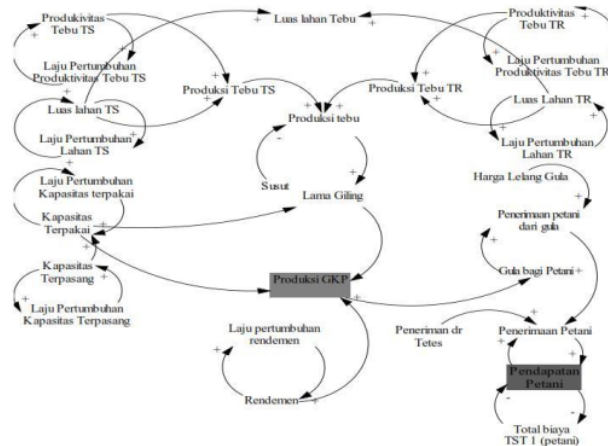 Produkivitas
Tebu TS
Luas lahan Tebu
Produktivitas
Tebu TR
Laju Pertumbuhan
Produktivitas Tebu TS
Laju Pertumbuhan
Produktivitas Tebu TR
Produksi Tebu TS
Produksi Tebu TR
Luas lahan TS
Luas Lahan TR
Produksi tebu
Laju Pertumbuhan
Lahan TS
Laju Pertumbuhan
Lahan TR
Laju Pertumbuhan
Kapasitas terpakai
Susut
Lama Giling
Harga Lelang Gula
Kapasitas
Terpakai
Penerimaan petani
dari gula
Kapasitas
Terpasang
Produksi GKP
Gula bagi Petani
Laju Pertumbuhan
Kapasitas Terpasang
Laju pertumbuhan
rendemen
Peneriman dr
Tetes
Penerimaan Petani
Pendapatan
Petani
Rendemen
Total biaya
TST 1 (petani)